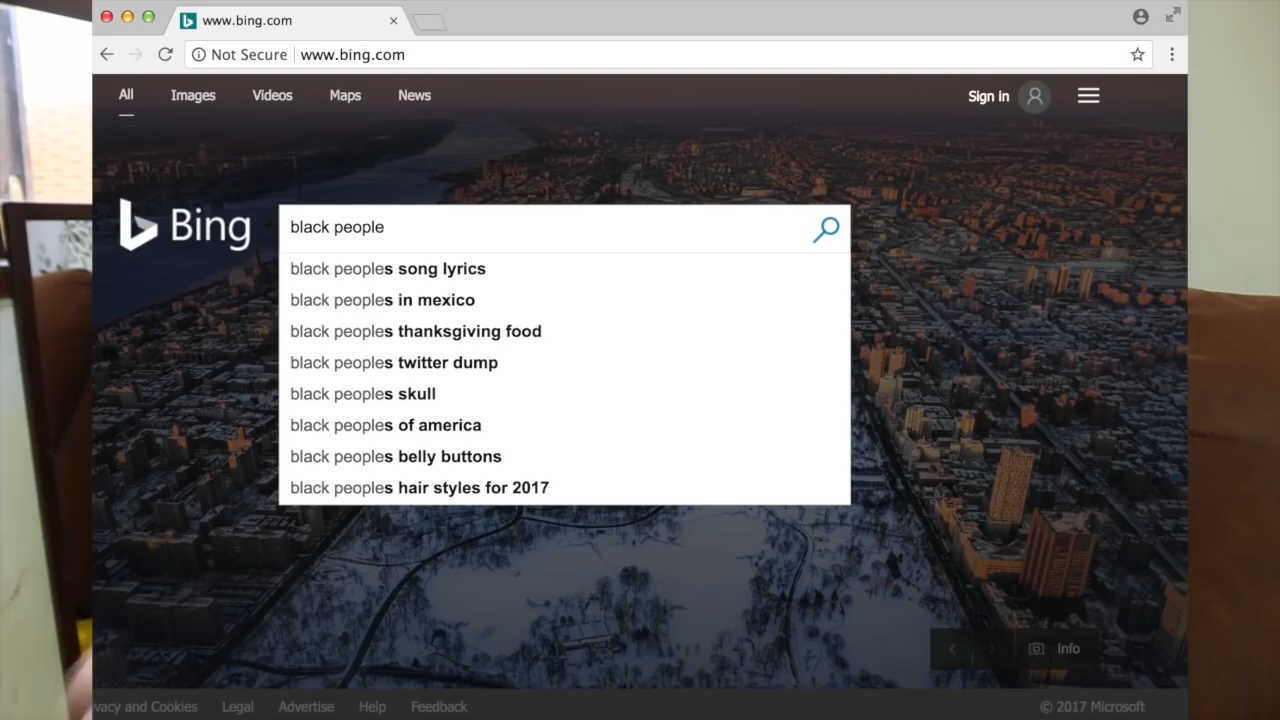 www.bing.com
Not Secure www.bing.com
All Images Videos Maps News Sign in
Bing
black people
black peoples song lyrics
black peoples in mexico
black peoples thanksgiving food
black peoples twitter dump
black peoples skull
black peoples of america
black peoples belly buttons
black peoples hair styles for 2017
Info
vacy and Cookies Legal Advertise Help Feedback © 2017 Microsoft